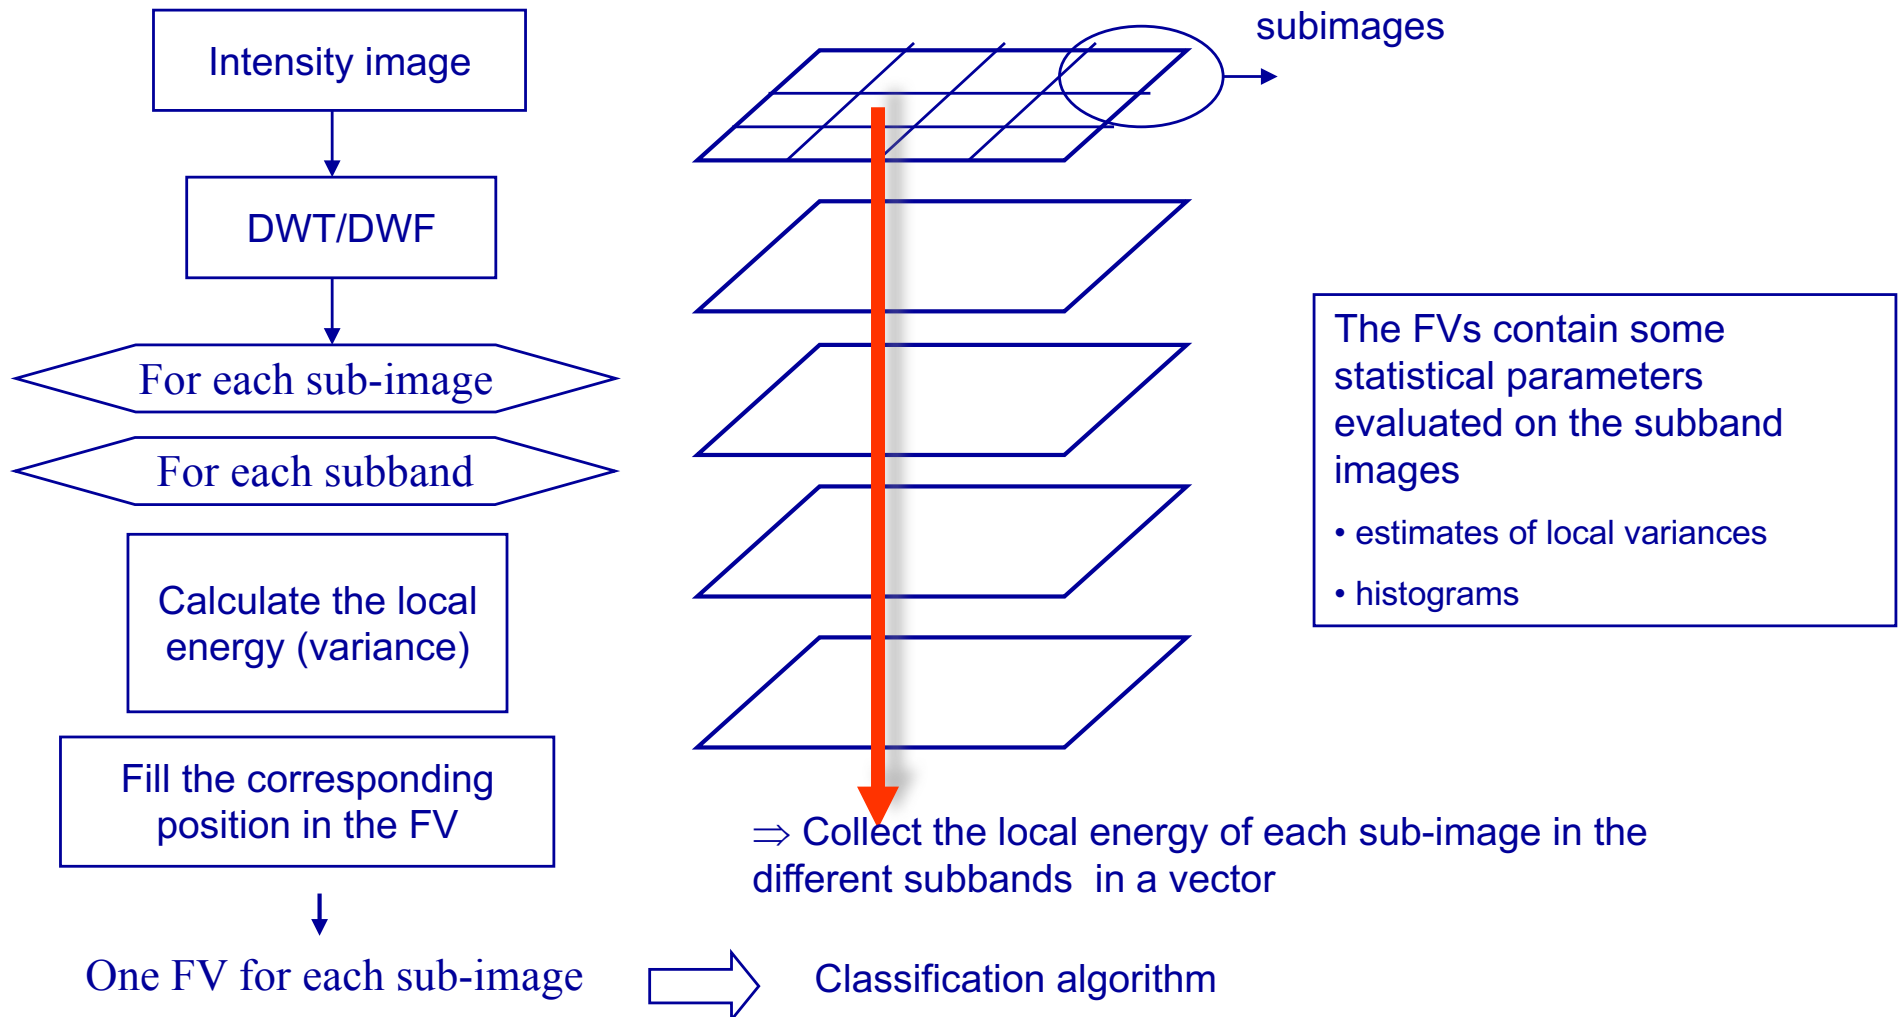 Intensity image
DWT/DWF
For each sub-image
For each subband
Calculate the local
energy (variance)
Fill the corresponding
position in the FV
One FV for each sub-image
subimages
⇒ Collect the local energy of each sub-image in the
different subbands in a vector
Classification algorithm
The FVs contain some
statistical parameters
evaluated on the subband
images
• estimates of local variances
• histograms